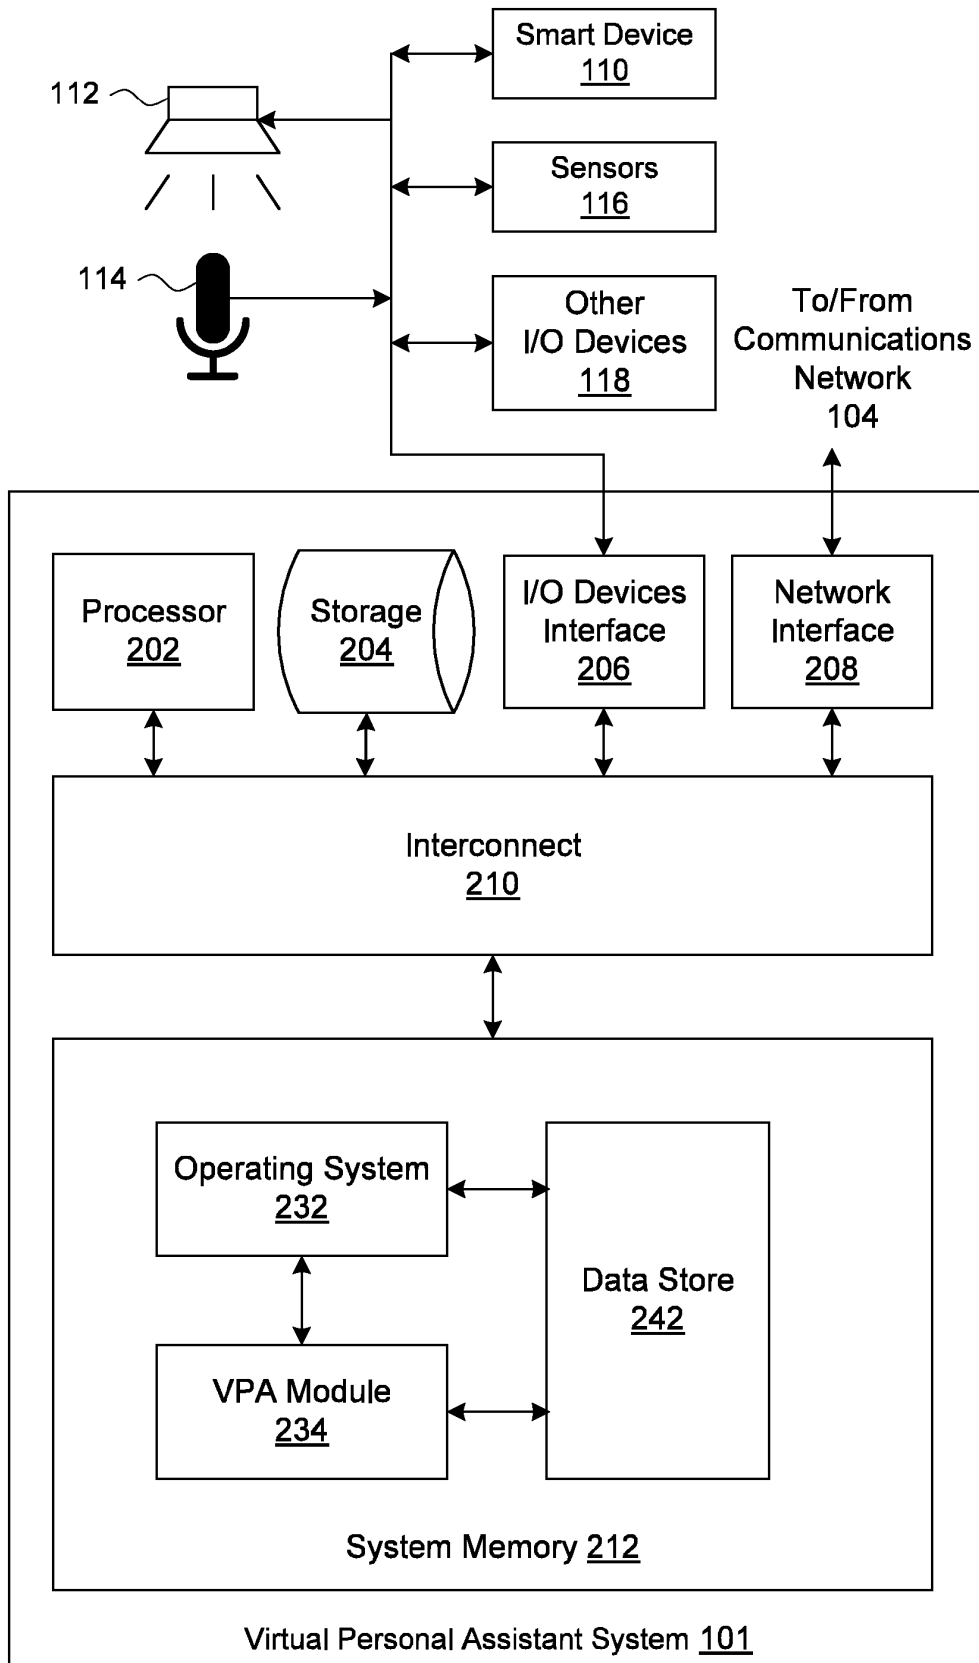 Smart Device
110
112
Sensors
116
114
Other
I/O Devices
118
To/From
Communications
Network
104
Processor
202
Storage
204
I/O Devices
Interface
206
Network
Interface
208
Interconnect
210
Operating System
232
Data Store
242
VPA Module
234
System Memory 212
Virtual Personal Assistant System 101